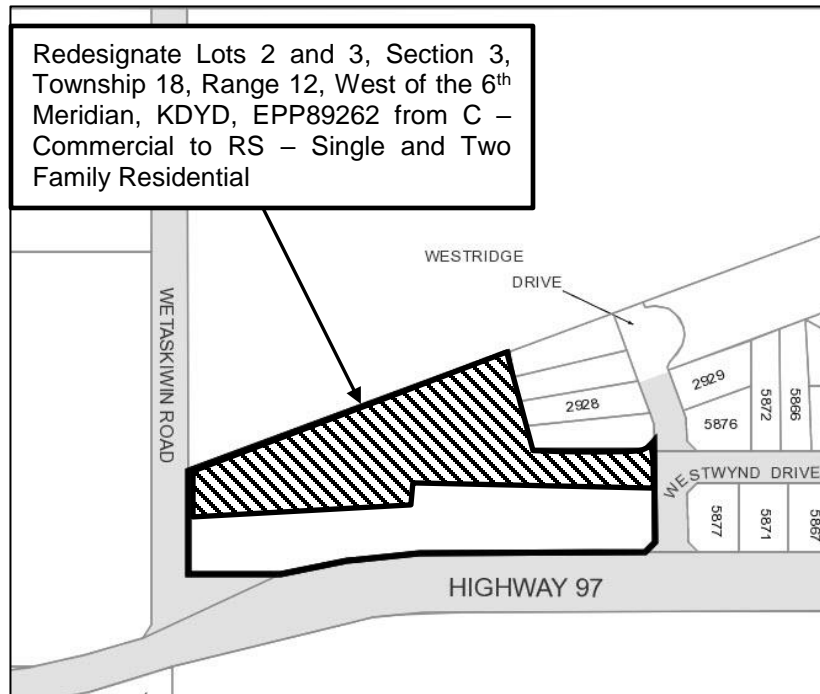 Redesignate Lots 2 and 3, Section 3,
Township 18, Range 12, West of the 6th
Meridian, KDYD, EPP89262 from C –
Commercial to RS – Single and Two
Family Residential
WESTRIDGE
DRIVE
WETASKIWIN ROAD
2928
2929
5876
5872
5866
WESTWYND DRIVE
5877
5871
5867
HIGHWAY 97